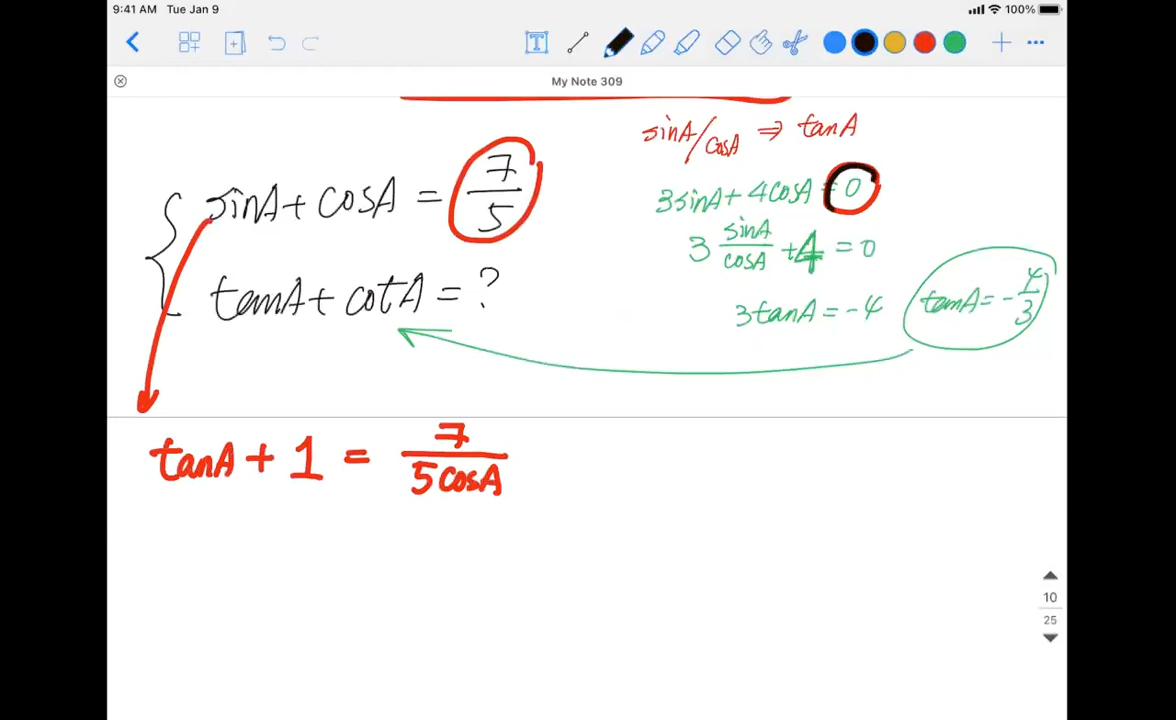 9:41 AM Tue Jan 9
100%
T
My Note 309
sinA/cosA ⇒ tanA
sinA + cosA = 7/5
3sinA + 4cosA = 0
3 sinA/cosA + 4 = 0
tanA + cotA = ?
3tanA = -4
tanA = -4/3
tanA + 1 = 7/5cosA
10
25